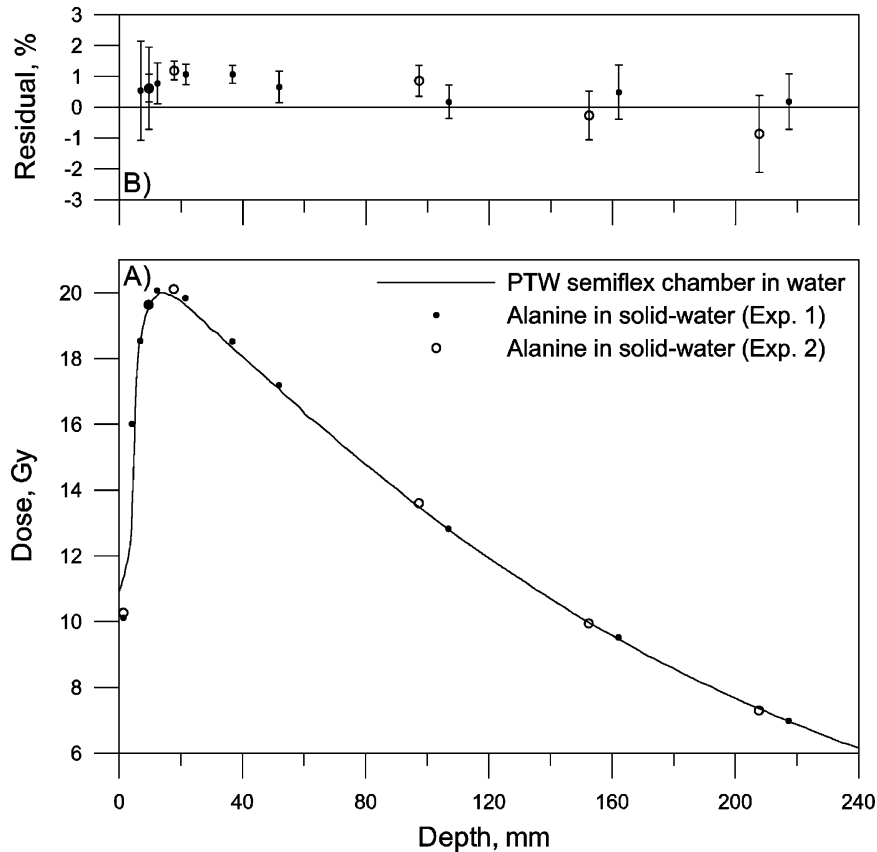 3
2
1
0
-1
-2
-3
Residual, %
B)
A)
PTW semiflex chamber in water
Alanine in solid-water (Exp. 1)
Alanine in solid-water (Exp. 2)
20
18
16
14
12
10
8
6
Dose, Gy
0 40 80 120 160 200 240
Depth, mm